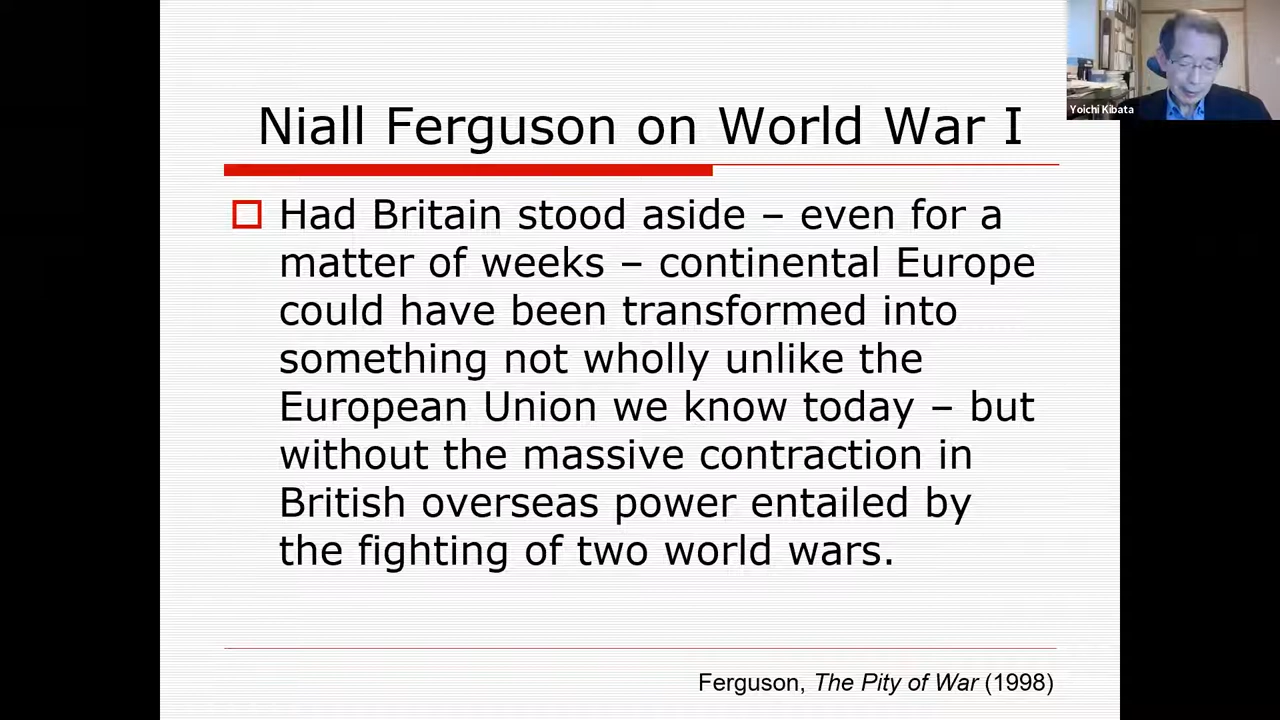 Niall Ferguson on World War I
Had Britain stood aside – even for a
matter of weeks – continental Europe
could have been transformed into
something not wholly unlike the
European Union we know today – but
without the massive contraction in
British overseas power entailed by
the fighting of two world wars.
Ferguson, The Pity of War (1998)
Yoichi Kibata